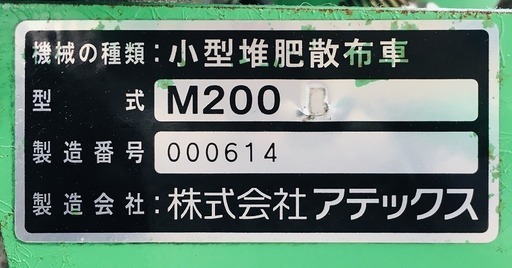 機械の種類：小型堆肥散布車
型式 M200D
製造番号 000614
製造会社：株式会社アテックス